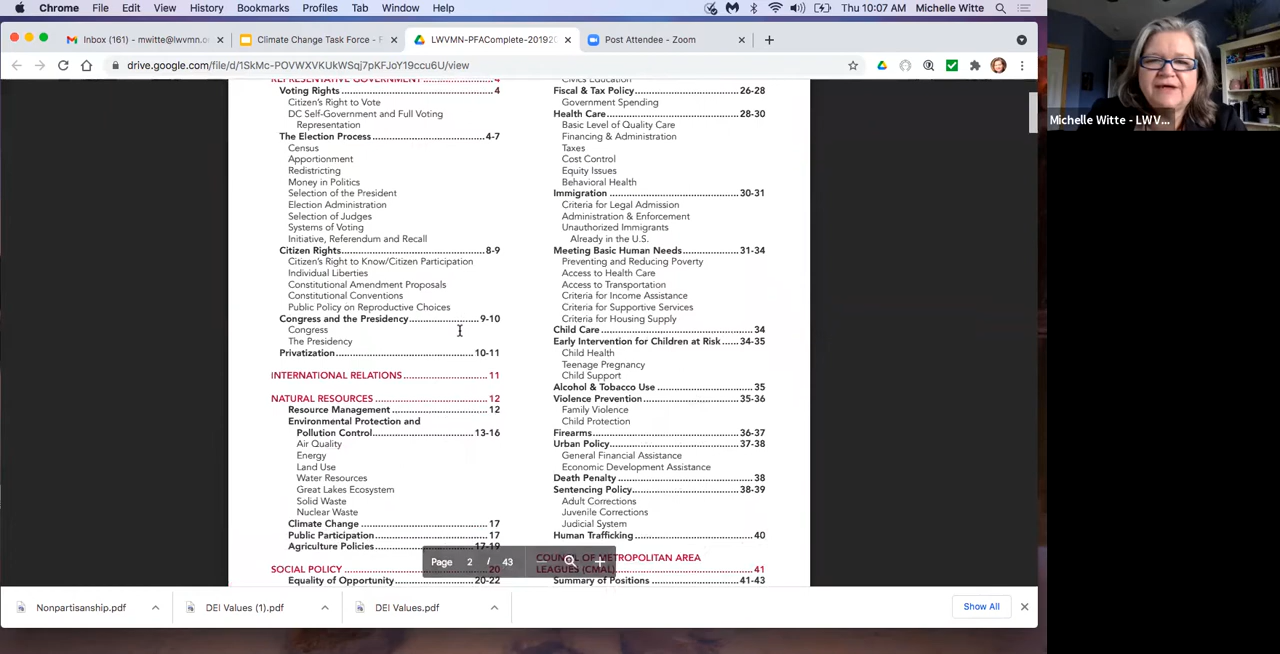 Chrome File Edit View History Bookmarks Profiles Tab Window Help Thu 10:07 AM Michelle Witte
Inbox (161) - mwitte@lwvmn.o
Climate Change Task Force - F
LWVMN-PFAComplete-20192
Post Attendee - Zoom
drive.google.com/file/d/1SkMc-POVWXVKUkWSqj7pKFJoY19ccu6U/view
REPRESENTATIVE GOVERNMENT 4
Voting Rights 4
Citizen's Right to Vote
DC Self-Government and Full Voting
Representation
The Election Process 4-7
Census
Apportionment
Redistricting
Money in Politics
Selection of the President
Election Administration
Selection of Judges
Systems of Voting
Initiative, Referendum and Recall
Citizen Rights 8-9
Citizen's Right to Know/Citizen Participation
Individual Liberties
Constitutional Amendment Proposals
Constitutional Conventions
Public Policy on Reproductive Choices
Congress and the Presidency 9-10
Congress
The Presidency
Privatization 10-11
INTERNATIONAL RELATIONS 11
NATURAL RESOURCES 12
Resource Management 12
Environmental Protection and
Pollution Control 13-16
Air Quality
Energy
Land Use
Water Resources
Great Lakes Ecosystem
Solid Waste
Nuclear Waste
Climate Change 17
Public Participation 17
Agriculture Policies 17-19
SOCIAL POLICY 20
Equality of Opportunity 20-22
Civics Education
Fiscal & Tax Policy 26-28
Government Spending
Health Care 28-30
Basic Level of Quality Care
Financing & Administration
Taxes
Cost Control
Equity Issues
Behavioral Health
Immigration 30-31
Criteria for Legal Admission
Administration & Enforcement
Unauthorized Immigrants
Already in the U.S.
Meeting Basic Human Needs 31-34
Preventing and Reducing Poverty
Access to Health Care
Access to Transportation
Criteria for Income Assistance
Criteria for Supportive Services
Criteria for Housing Supply
Child Care 34
Early Intervention for Children at Risk 34-35
Child Health
Teenage Pregnancy
Child Support
Alcohol & Tobacco Use 35
Violence Prevention 35-36
Family Violence
Child Protection
Firearms 36-37
Urban Policy 37-38
General Financial Assistance
Economic Development Assistance
Death Penalty 38
Sentencing Policy 38-39
Adult Corrections
Juvenile Corrections
Judicial System
Human Trafficking 40
COUNCIL OF METROPOLITAN AREA
LEAGUES (CMAL) 41
Summary of Positions 41-43
Page 2 / 43
Nonpartisanship.pdf
DEI Values (1).pdf
DEI Values.pdf
Show All
Michelle Witte - LWV...